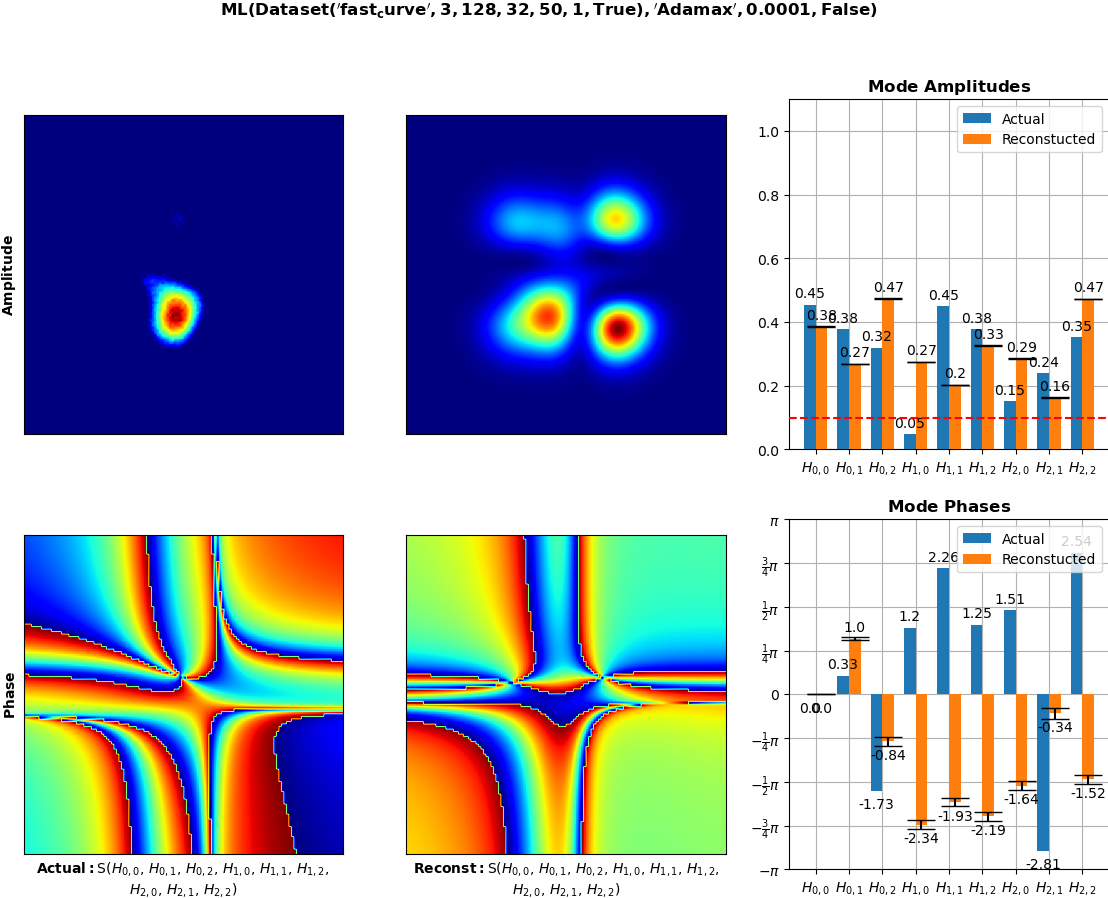 ML(Dataset('fast_curve', 3, 128, 32, 50, 1, True), 'Adamax', 0.0001, False)
Mode Amplitudes
Amplitude
1.0
0.8
0.6
0.4
0.2
0.0
Actual
Reconstucted
0.45
0.38
0.38
0.27
0.32
0.47
0.05
0.27
0.45
0.2
0.38
0.33
0.15
0.29
0.24
0.16
0.35
0.47
H0,0 H0,1 H0,2 H1,0 H1,1 H1,2 H2,0 H2,1 H2,2
Mode Phases
Phase
π
3/4π
1/2π
1/4π
0
−1/4π
−1/2π
−3/4π
−π
Actual
Reconstucted
0.0
0.0
0.33
1.0
-1.73
-0.84
1.2
-2.34
2.26
-1.93
1.25
-2.19
1.51
-1.64
-2.81
-0.34
2.54
-1.52
H0,0 H0,1 H0,2 H1,0 H1,1 H1,2 H2,0 H2,1 H2,2
Actual: S(H0,0, H0,1, H0,2, H1,0, H1,1, H1,2,
H2,0, H2,1, H2,2)
Reconst: S(H0,0, H0,1, H0,2, H1,0, H1,1, H1,2,
H2,0, H2,1, H2,2)